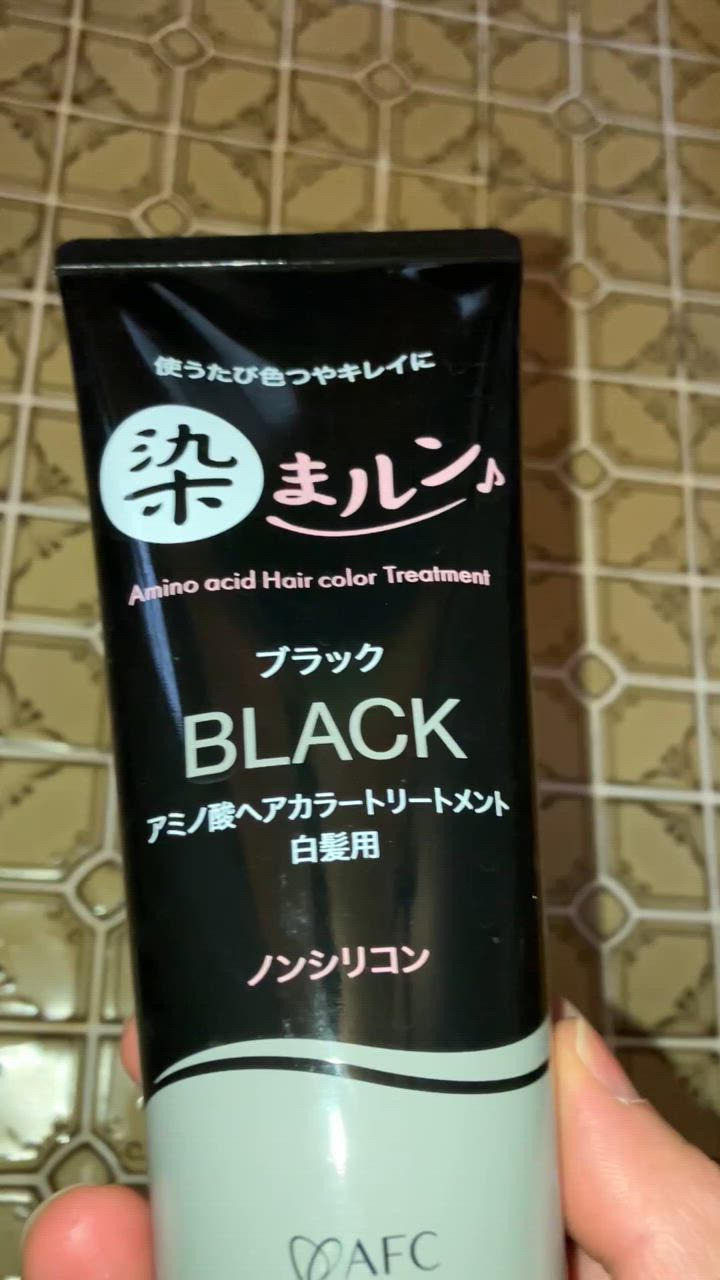 使うたび色つやキレイに
染まルン♪
Amino acid Hair color Treatment
ブラック
BLACK
アミノ酸ヘアカラートリートメント
白髪用
ノンシリコン
AFC